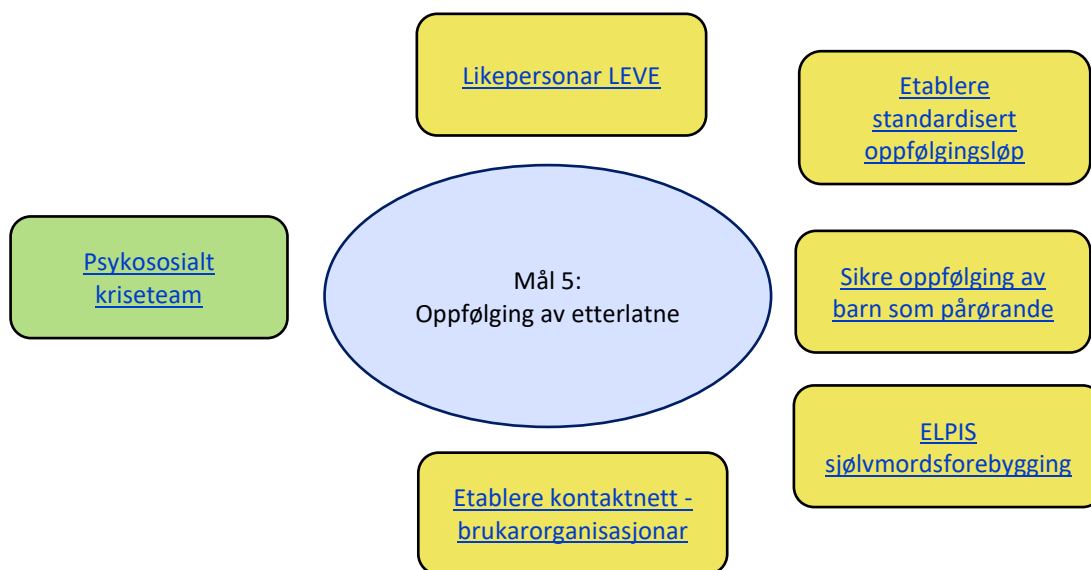 Likepersonar LEVE
Etablere
standardisert
oppfølgingsløp
Psykososialt
kriseteam
Mål 5:
Oppfølging av etterlatne
Sikre oppfølging av
barn som pårørande
ELPIS
sjølvmordsforebygging
Etablere kontaktnett -
brukarorganisasjonar